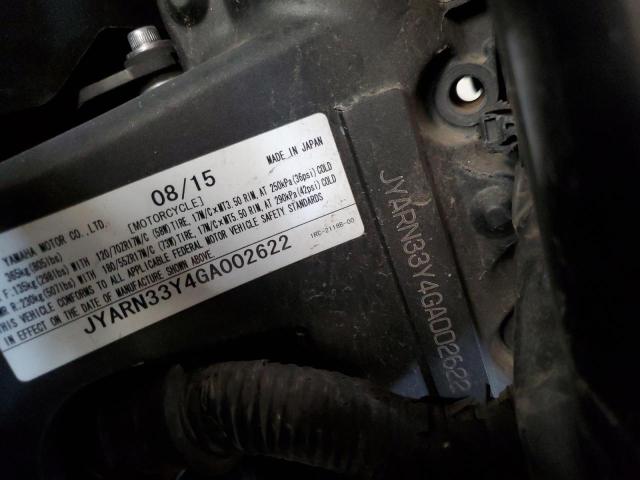 YAMAHA MOTOR CO.,LTD. 08/15 MADE IN JAPAN
365kg(805lbs) [MOTORCYCLE]
F. 135kg(298lbs) WITH 120/70ZR17M/C (58W) TIRE, 17M/C×MT3.50 RIM, AT 250kPa(36psi) COLD
R. 230kg(507lbs) WITH 180/55ZR17M/C (73W) TIRE, 17M/C×MT5.50 RIM, AT 290kPa(42psi) COLD
THIS VEHICLE CONFORMS TO ALL APPLICABLE FEDERAL MOTOR VEHICLE SAFETY STANDARDS
IN EFFECT ON THE DATE OF MANUFACTURE SHOWN ABOVE.
1RC-2118B-00
JYARN33Y4GA002622
JYARN33Y4GA002622